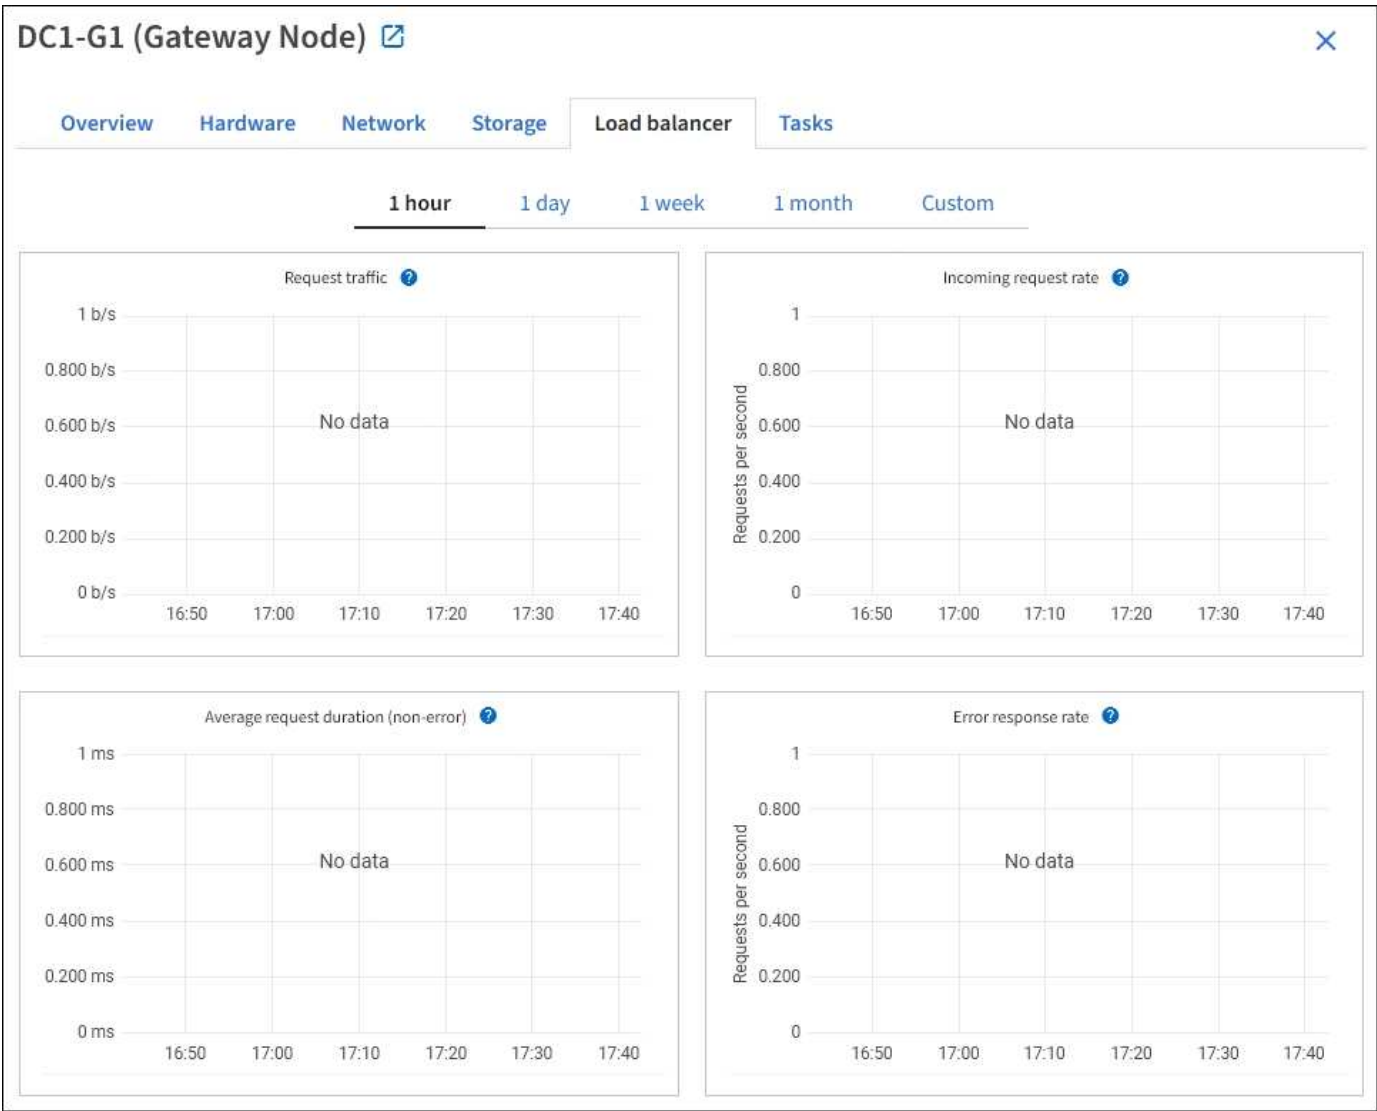 DC1-G1 (Gateway Node)
Overview Hardware Network Storage Load balancer Tasks
1 hour 1 day 1 week 1 month Custom
Request traffic ?
1 b/s
0.800 b/s
0.600 b/s
0.400 b/s
0.200 b/s
0 b/s
No data
16:50 17:00 17:10 17:20 17:30 17:40
Incoming request rate ?
Requests per second
1
0.800
0.600
0.400
0.200
0
No data
16:50 17:00 17:10 17:20 17:30 17:40
Average request duration (non-error) ?
1 ms
0.800 ms
0.600 ms
0.400 ms
0.200 ms
0 ms
No data
16:50 17:00 17:10 17:20 17:30 17:40
Error response rate ?
Requests per second
1
0.800
0.600
0.400
0.200
0
No data
16:50 17:00 17:10 17:20 17:30 17:40